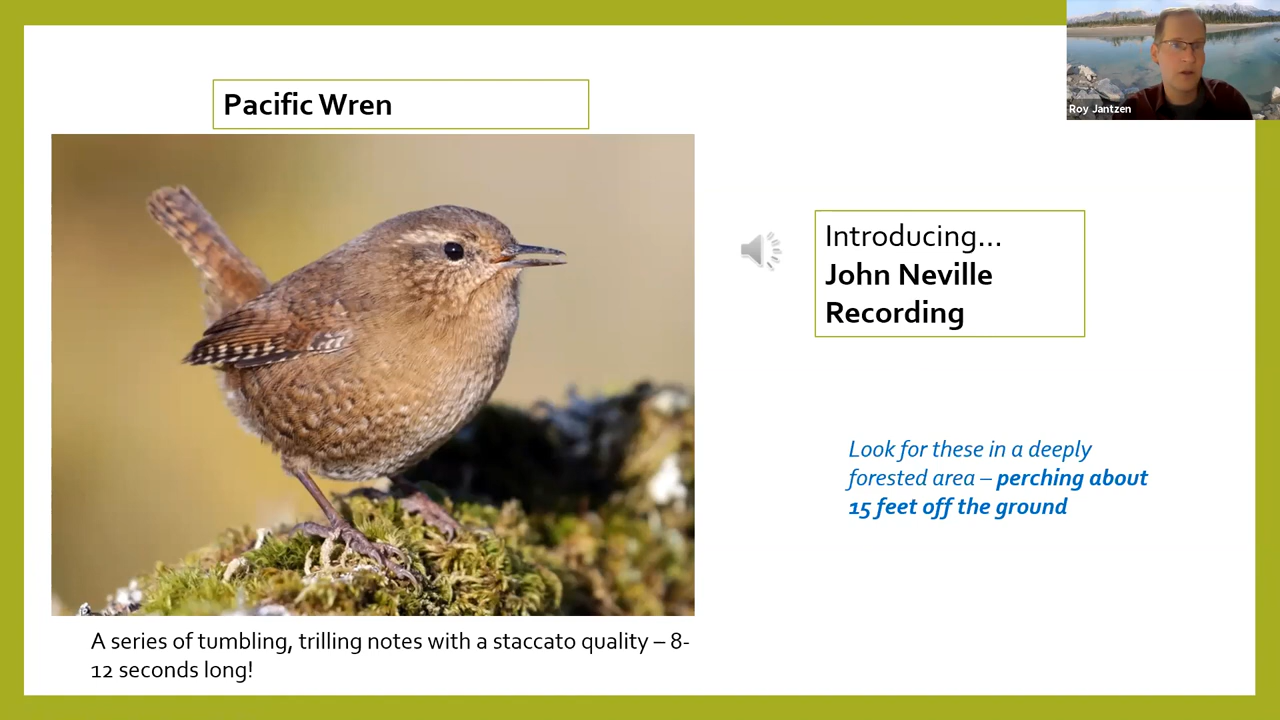 Roy Jantzen
Pacific Wren
Introducing...
John Neville
Recording
Look for these in a deeply
forested area – perching about
15 feet off the ground
A series of tumbling, trilling notes with a staccato quality – 8-
12 seconds long!